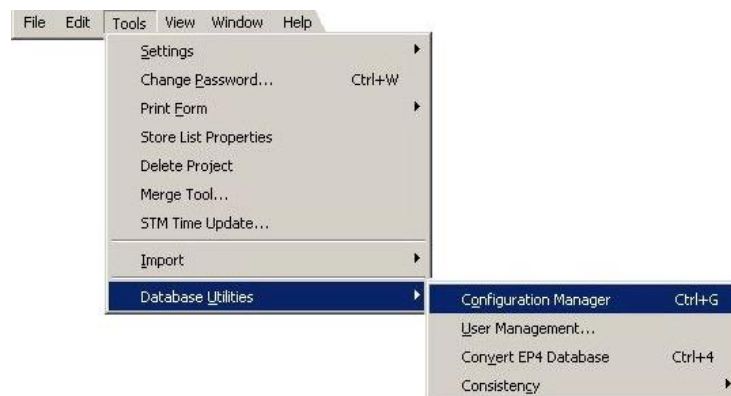 File Edit Tools View Window Help
Settings
Change Password... Ctrl+W
Print Form
Store List Properties
Delete Project
Merge Tool...
STM Time Update...
Import
Database Utilities
Configuration Manager Ctrl+G
User Management...
Convert EP4 Database Ctrl+4
Consistency